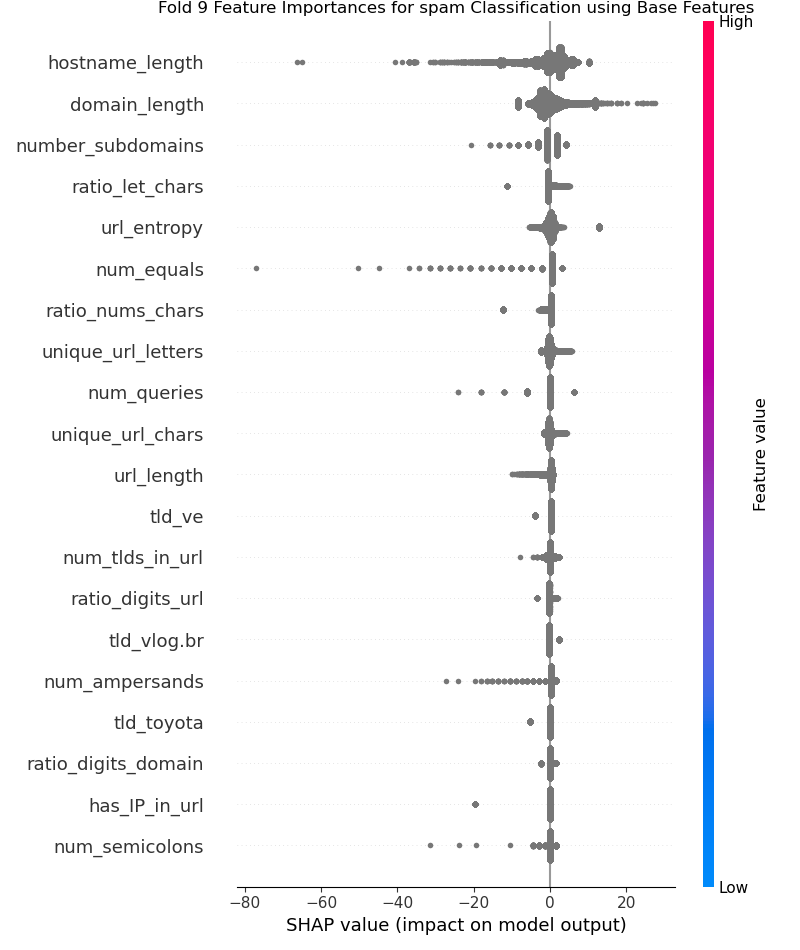 Fold 9 Feature Importances for spam Classification using Base Features
High
hostname_length
domain_length
number_subdomains
ratio_let_chars
url_entropy
num_equals
ratio_nums_chars
unique_url_letters
num_queries
unique_url_chars
url_length
tld_ve
num_tlds_in_url
ratio_digits_url
tld_vlog.br
num_ampersands
tld_toyota
ratio_digits_domain
has_IP_in_url
num_semicolons
Feature value
Low
−80 −60 −40 −20 0 20
SHAP value (impact on model output)